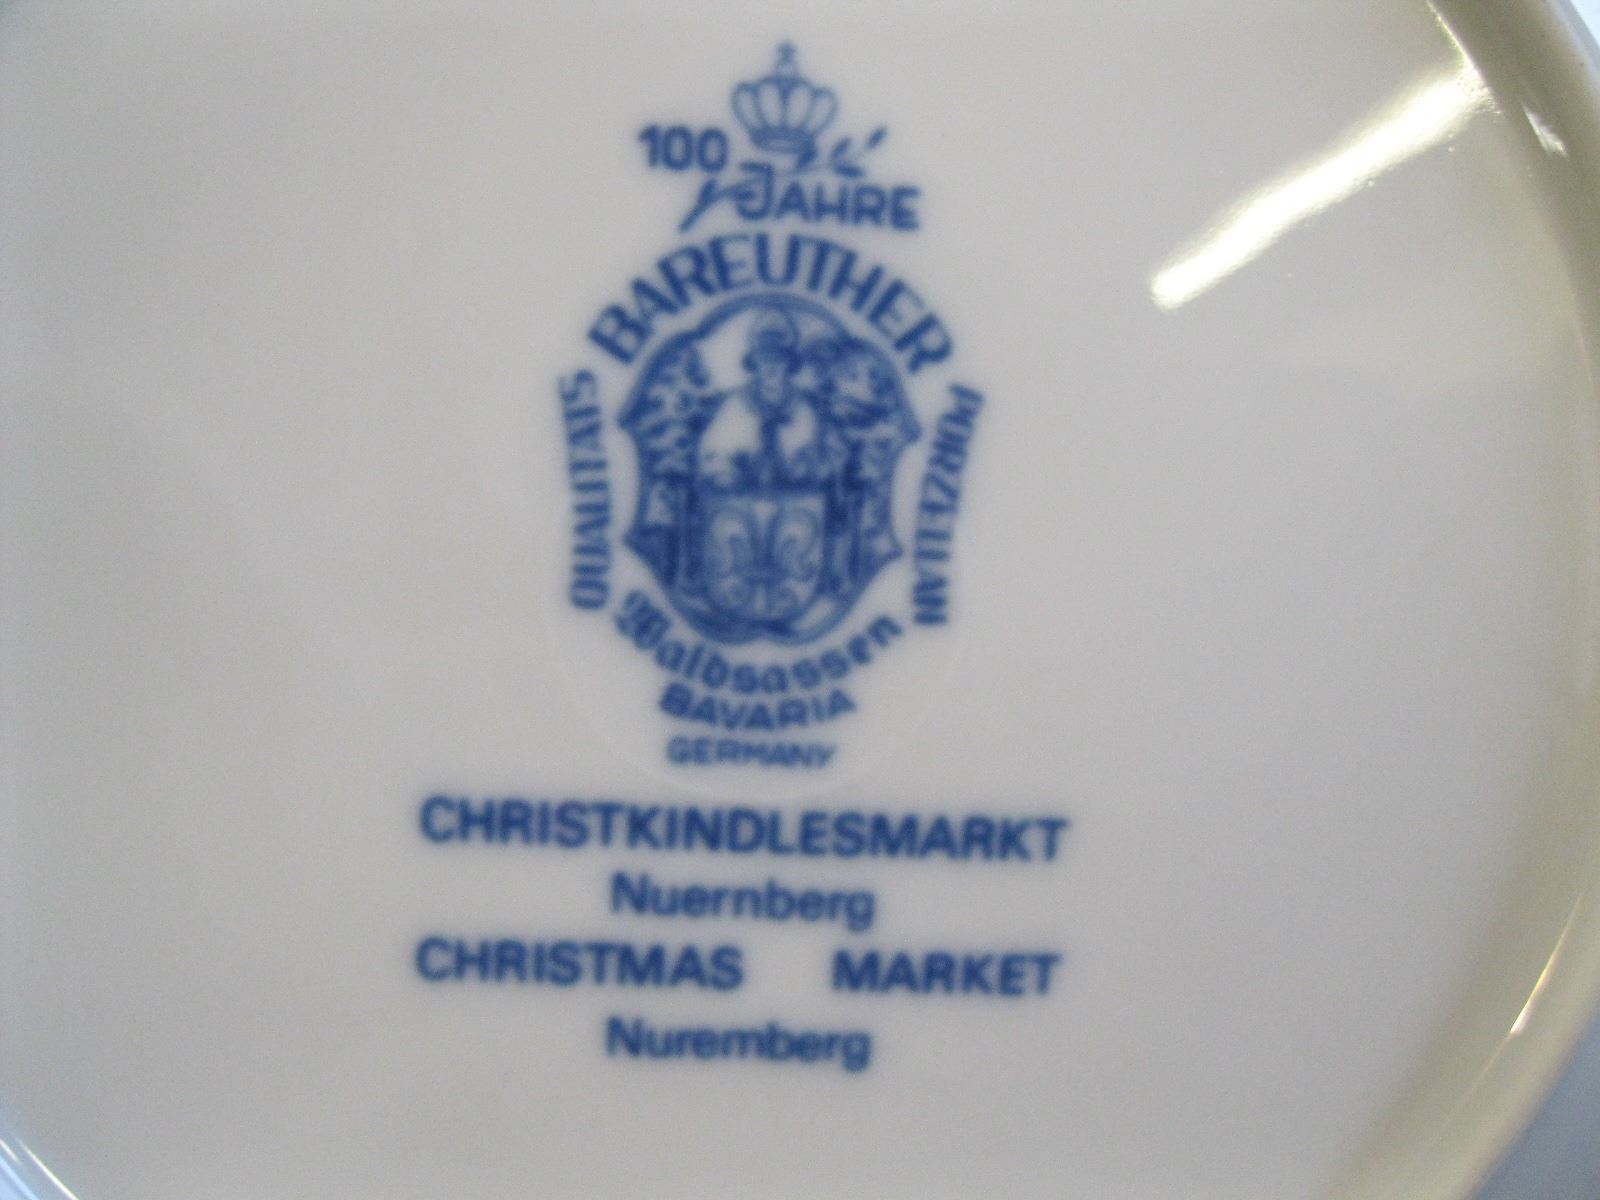 100
JAHRE
BAREUTHER
QUALITÄTS
PORZELLAN
Waldsassen
BAVARIA
GERMANY
CHRISTKINDLESMARKT
Nuernberg
CHRISTMAS MARKET
Nuremberg